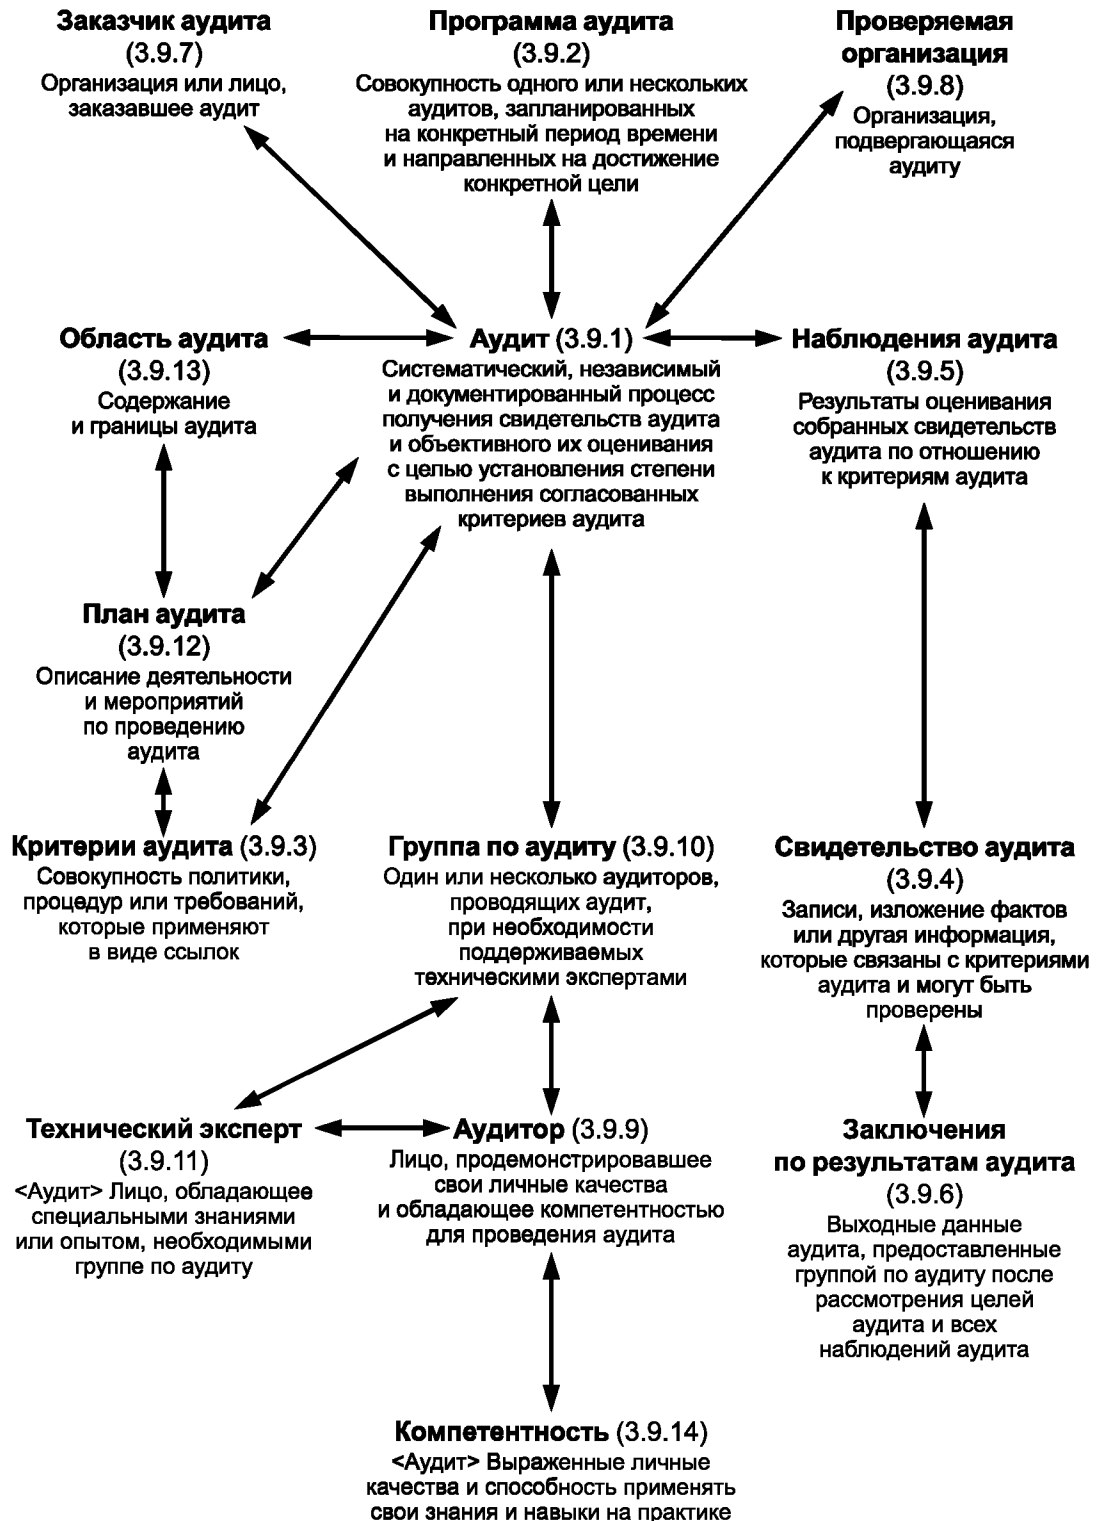 Заказчик аудита
(3.9.7)
Организация или лицо,
заказавшее аудит
Программа аудита
(3.9.2)
Совокупность одного или нескольких
аудитов, запланированных
на конкретный период времени
и направленных на достижение
конкретной цели
Проверяемая
организация
(3.9.8)
Организация,
подвергающаяся
аудиту
Область аудита
(3.9.13)
Содержание
и границы аудита
Аудит (3.9.1)
Систематический, независимый
и документированный процесс
получения свидетельств аудита
и объективного их оценивания
с целью установления степени
выполнения согласованных
критериев аудита
Наблюдения аудита
(3.9.5)
Результаты оценивания
собранных свидетельств
аудита по отношению
к критериям аудита
План аудита
(3.9.12)
Описание деятельности
и мероприятий
по проведению
аудита
Критерии аудита (3.9.3)
Совокупность политики,
процедур или требований,
которые применяют
в виде ссылок
Группа по аудиту (3.9.10)
Один или несколько аудиторов,
проводящих аудит,
при необходимости
поддерживаемых
техническими экспертами
Свидетельство аудита
(3.9.4)
Записи, изложение фактов
или другая информация,
которые связаны с критериями
аудита и могут быть
проверены
Технический эксперт
(3.9.11)
<Аудит> Лицо, обладающее
специальными знаниями
или опытом, необходимыми
группе по аудиту
Аудитор (3.9.9)
Лицо, продемонстрировавшее
свои личные качества
и обладающее компетентностью
для проведения аудита
Заключения
по результатам аудита
(3.9.6)
Выходные данные
аудита, предоставленные
группой по аудиту после
рассмотрения целей
аудита и всех
наблюдений аудита
Компетентность (3.9.14)
<Аудит> Выраженные личные
качества и способность применять
свои знания и навыки на практике